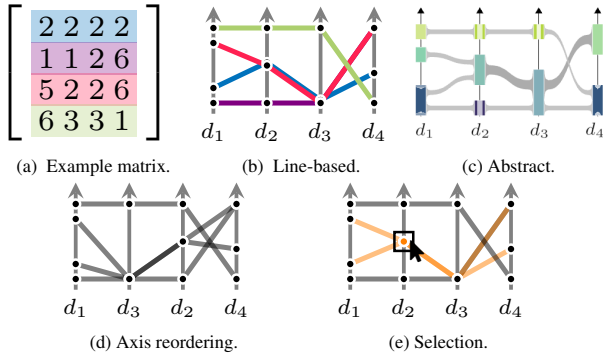 2 2 2 2
1 1 2 6
5 2 2 6
6 3 3 1
d1 d2 d3 d4
d1 d2 d3 d4
(a) Example matrix.
(b) Line-based.
(c) Abstract.
d1 d3 d2 d4
d1 d2 d3 d4
(d) Axis reordering.
(e) Selection.